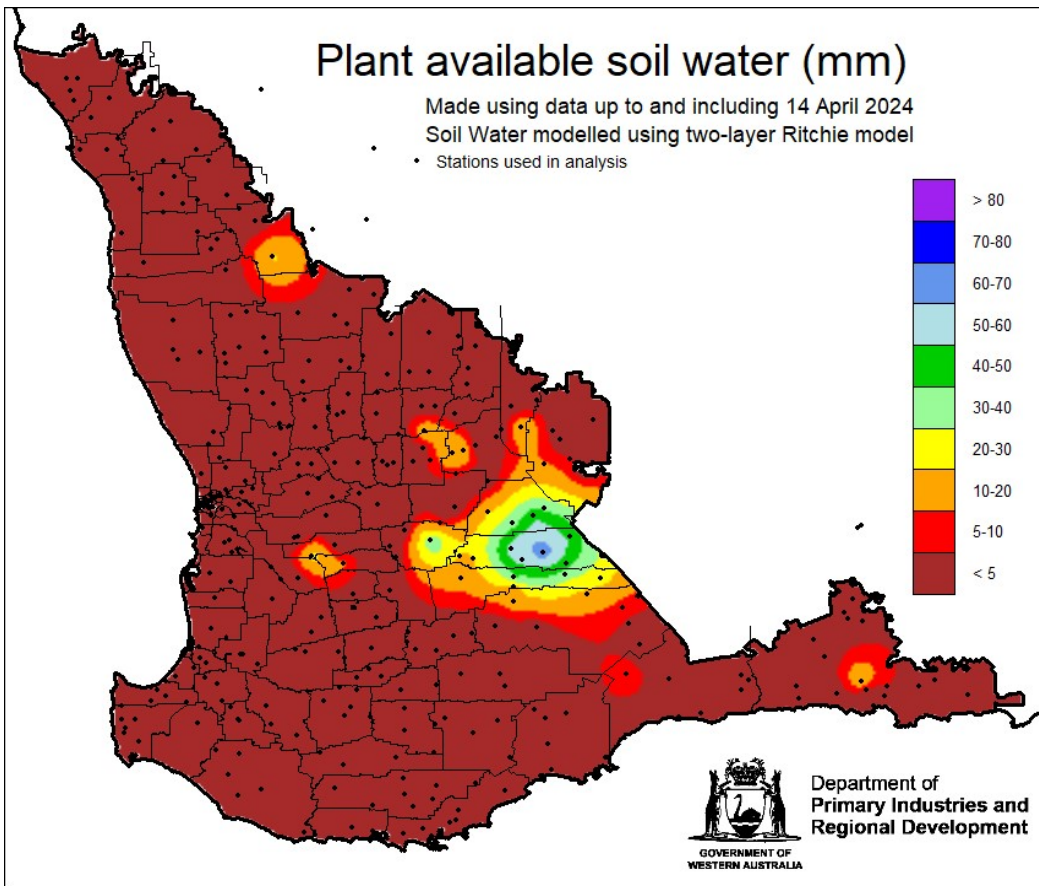 Plant available soil water (mm)
Made using data up to and including 14 April 2024
Soil Water modelled using two-layer Ritchie model
• Stations used in analysis
> 80
70-80
60-70
50-60
40-50
30-40
20-30
10-20
5-10
< 5
Department of
Primary Industries and
Regional Development
GOVERNMENT OF
WESTERN AUSTRALIA